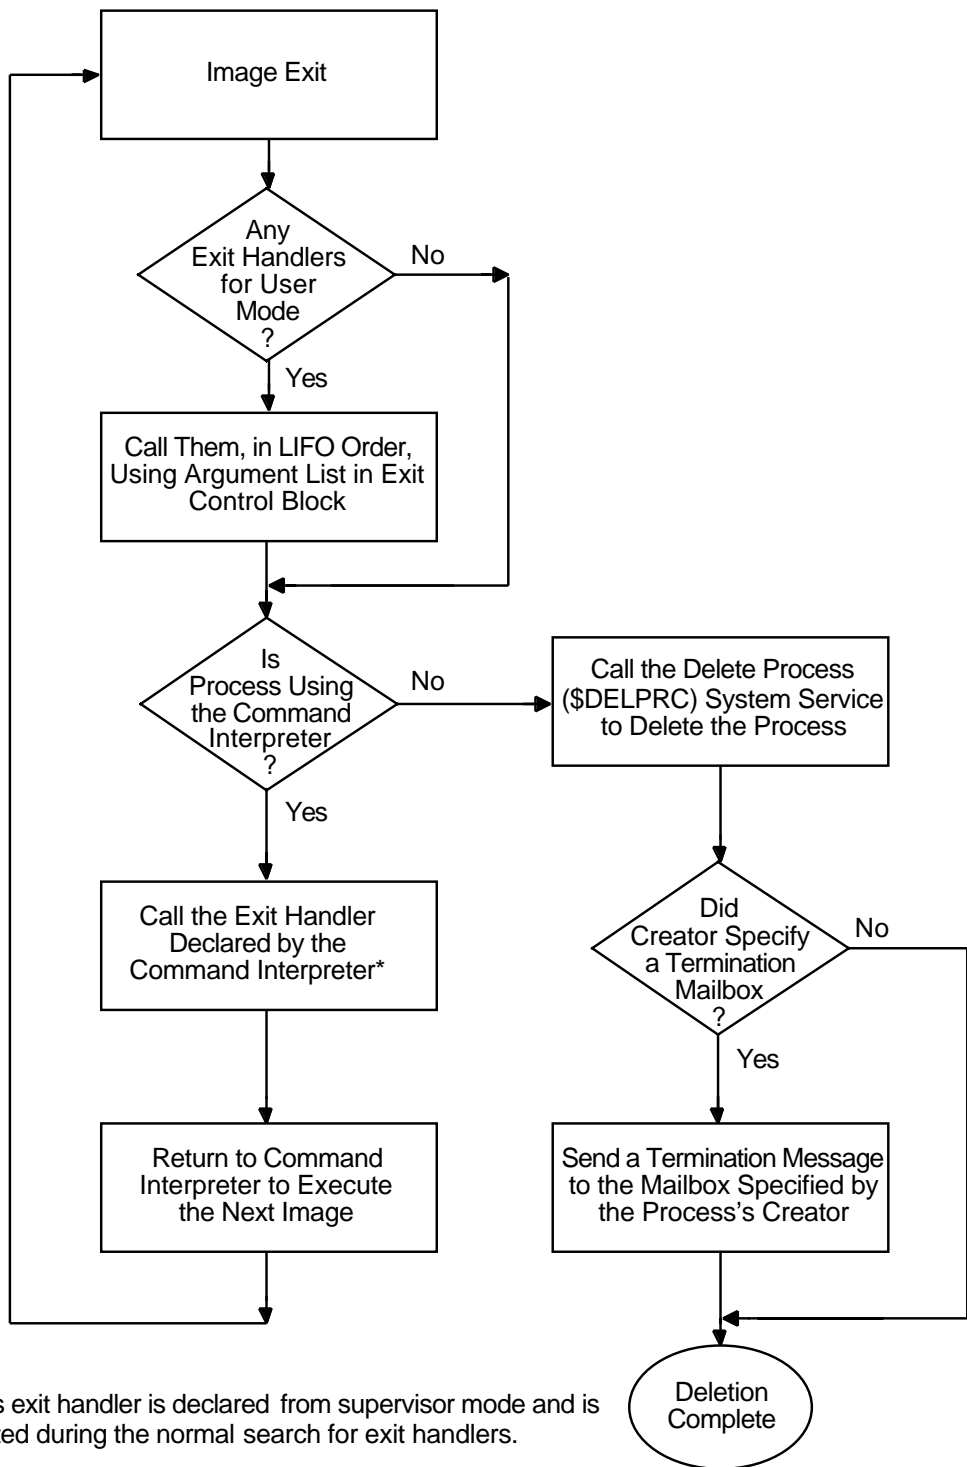 Image Exit
Any
Exit Handlers
for User
Mode
?
No
Yes
Call Them, in LIFO Order,
Using Argument List in Exit
Control Block
Is
Process Using
the Command
Interpreter
?
No
Yes
Call the Delete Process
($DELPRC) System Service
to Delete the Process
Call the Exit Handler
Declared by the
Command Interpreter*
Did
Creator Specify
a Termination
Mailbox
?
No
Yes
Return to Command
Interpreter to Execute
the Next Image
Send a Termination Message
to the Mailbox Specified by
the Process's Creator
Deletion
Complete
exit handler is declared from supervisor mode and is
during the normal search for exit handlers.